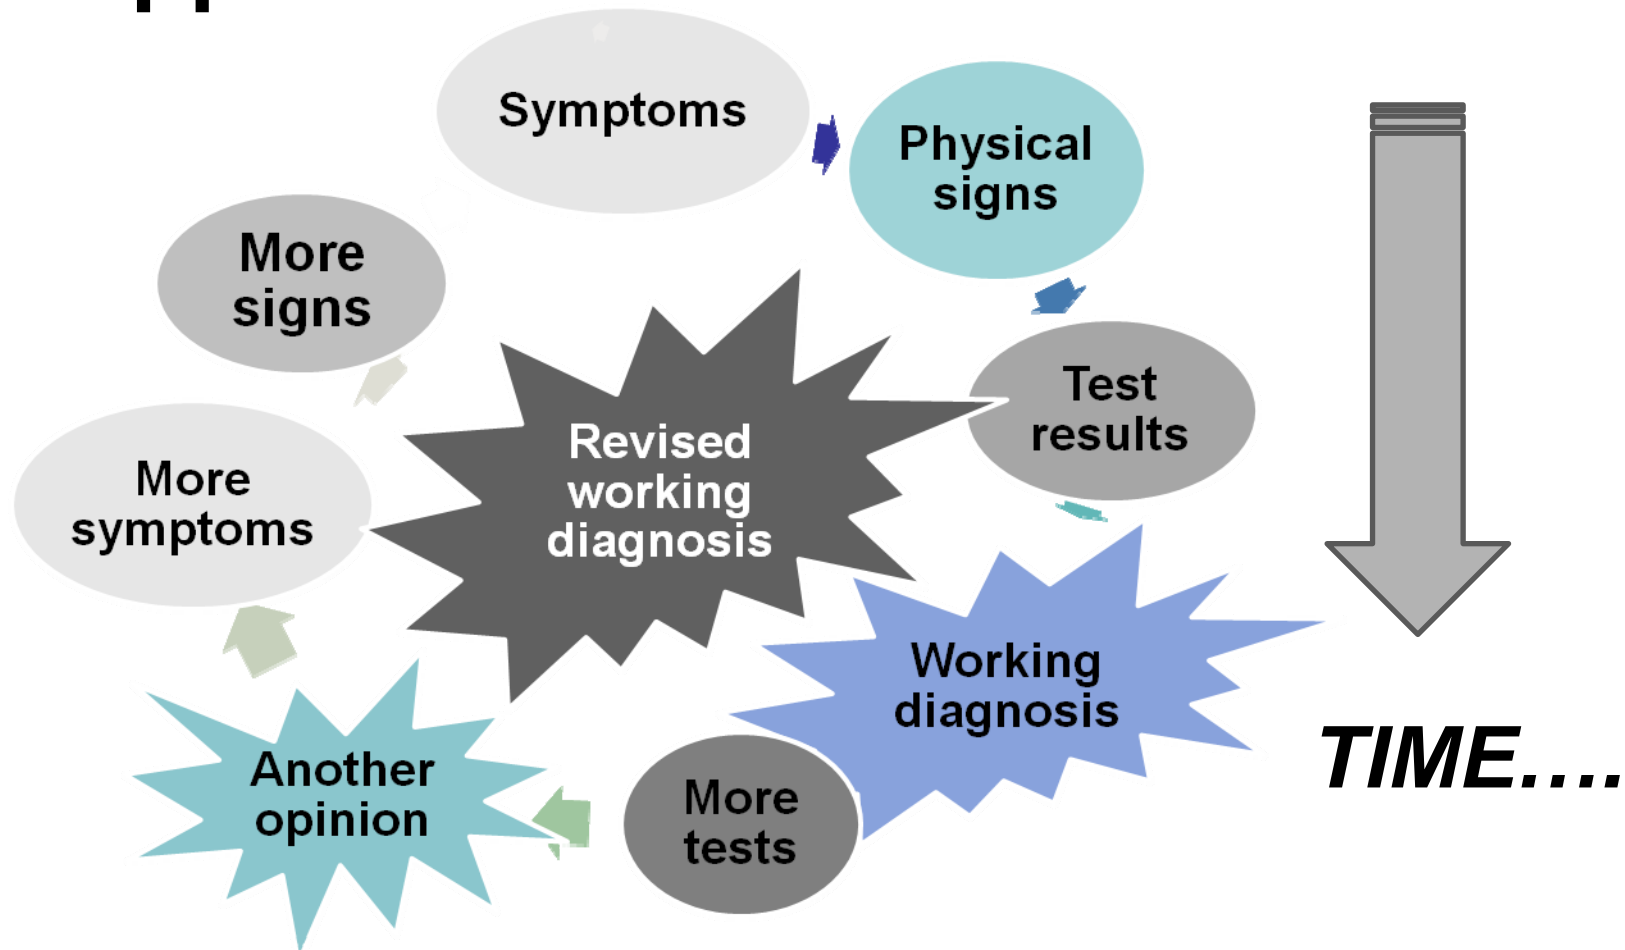 Symptoms
Physical
signs
Test
results
Working
diagnosis
More
tests
Another
opinion
More
symptoms
More
signs
Revised
working
diagnosis
TIME....